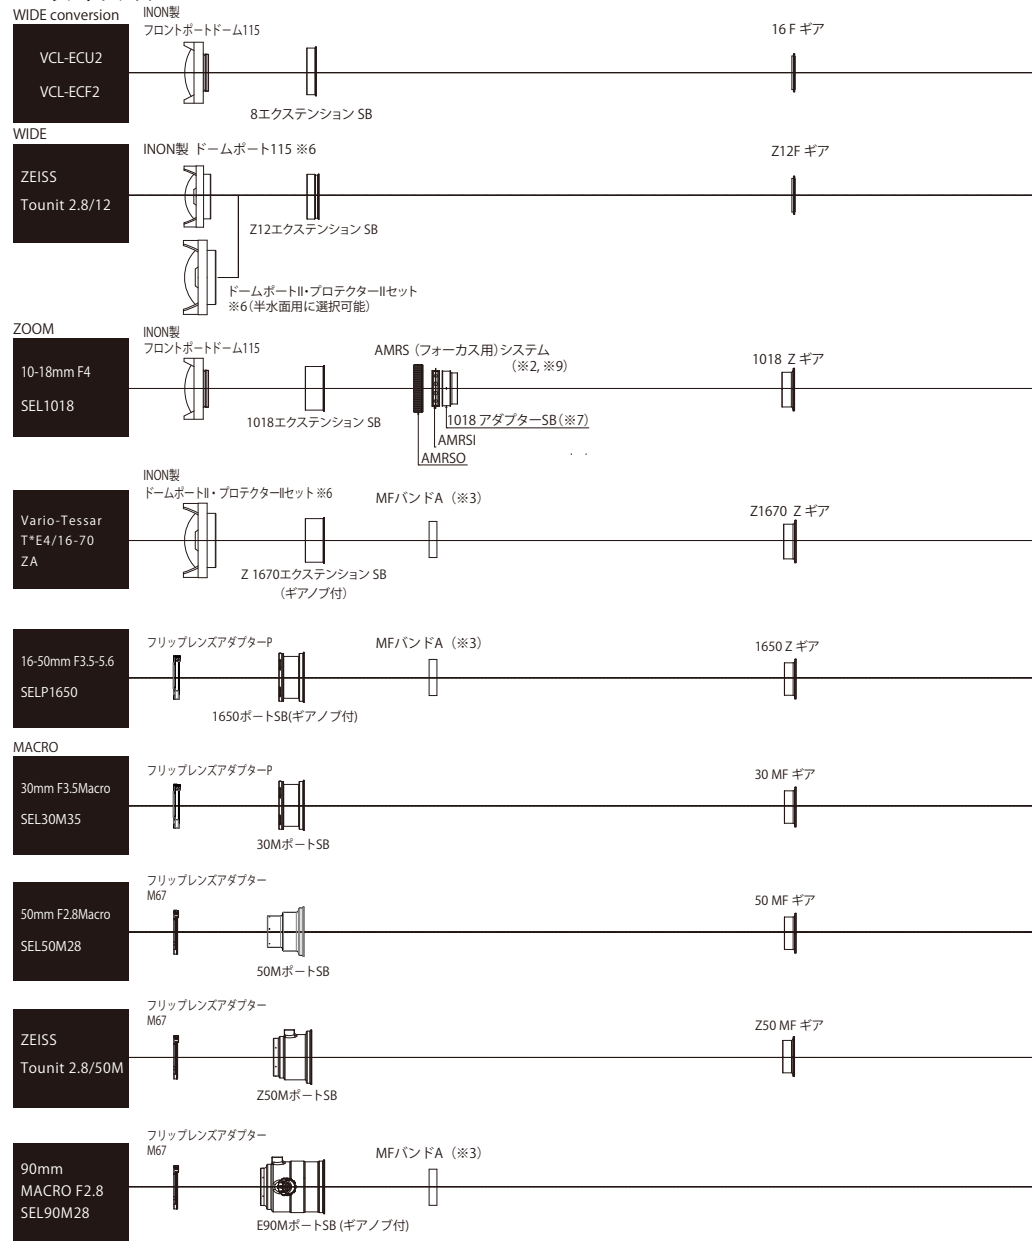 WIDE conversion
INON製
フロントポートドーム115
16 F ギア
VCL-ECU2
VCL-ECF2
8エクステンション SB
WIDE
INON製 ドームポート115 ※6
Z12F ギア
ZEISS
Tounit 2.8/12
Z12エクステンション SB
ドームポートII・プロテクターIIセット
※6(半水面用に選択可能)
ZOOM
INON製
フロントポートドーム115
AMRS (フォーカス用)システム
(※2, ※9)
1018 Z ギア
10-18mm F4
SEL1018
1018エクステンション SB
1018 アダプターSB(※7)
AMRSI
AMRSO
INON製
ドームポートII・プロテクターIIセット ※6
MFバンドA (※3)
Z1670 Z ギア
Vario-Tessar
T*E4/16-70
ZA
Z 1670エクステンション SB
(ギアノブ付)
フリップレンズアダプターP
MFバンドA (※3)
1650 Z ギア
16-50mm F3.5-5.6
SELP1650
1650ポートSB(ギアノブ付)
MACRO
フリップレンズアダプターP
30 MF ギア
30mm F3.5Macro
SEL30M35
30MポートSB
フリップレンズアダプター
M67
50 MF ギア
50mm F2.8Macro
SEL50M28
50MポートSB
フリップレンズアダプター
M67
Z50 MF ギア
ZEISS
Tounit 2.8/50M
Z50MポートSB
フリップレンズアダプター
M67
MFバンドA (※3)
90mm
MACRO F2.8
SEL90M28
E90MポートSB (ギアノブ付)